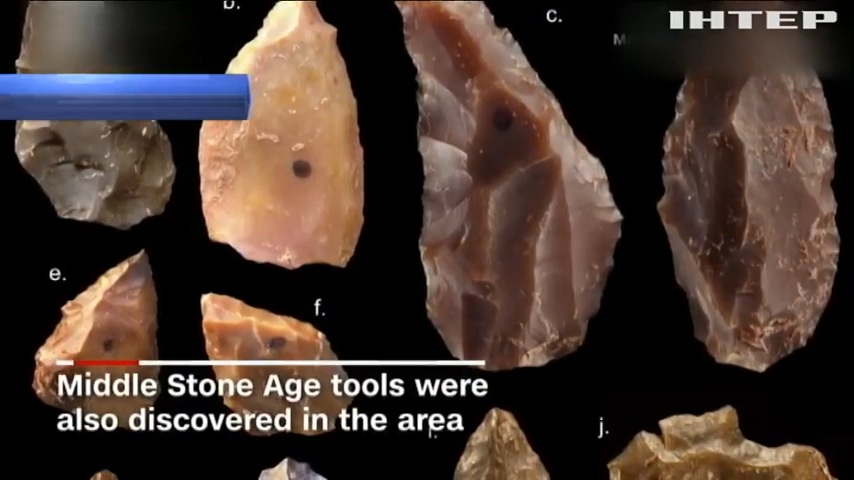 b.
c.
ІНТЕР
e.
f.
Middle Stone Age tools were
also discovered in the area
j.